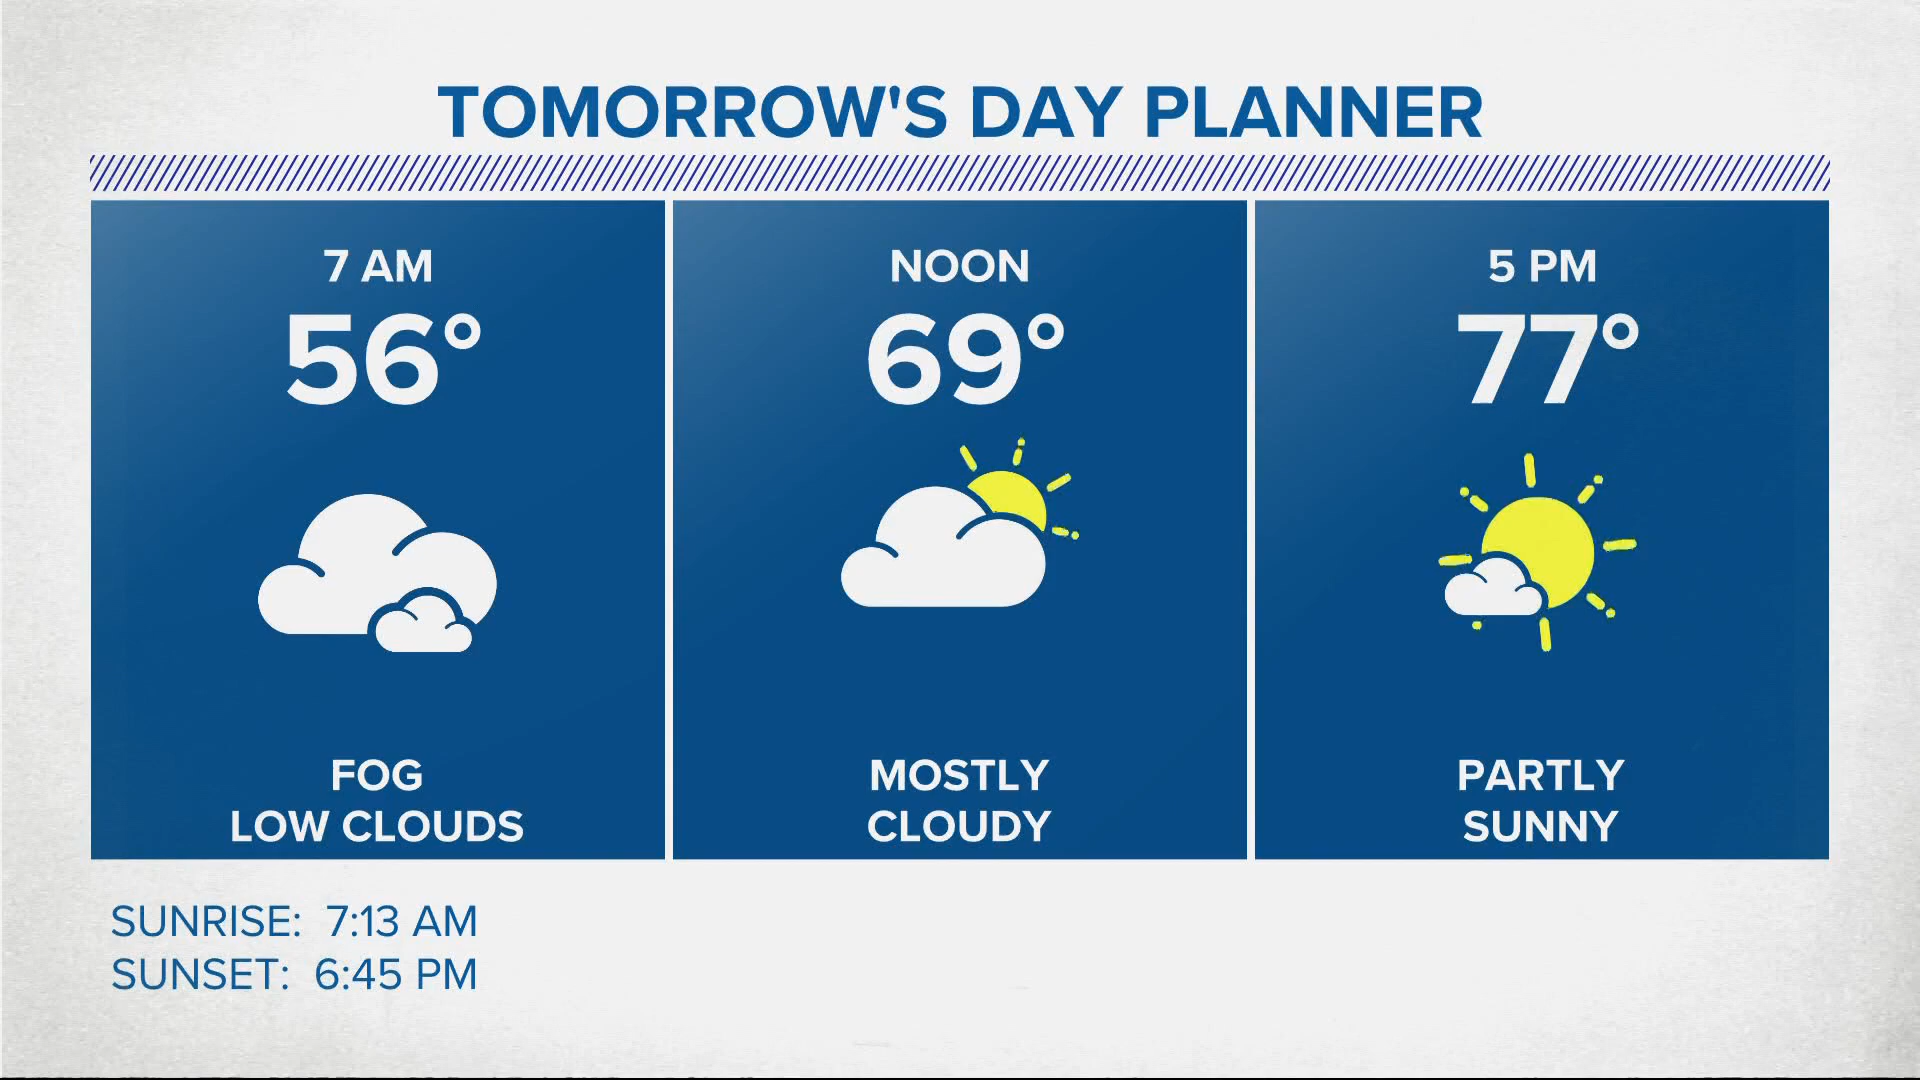 TOMORROW'S DAY PLANNER
7 AM
56°
FOG
LOW CLOUDS
NOON
69°
MOSTLY
CLOUDY
5 PM
77°
PARTLY
SUNNY
SUNRISE: 7:13 AM
SUNSET: 6:45 PM